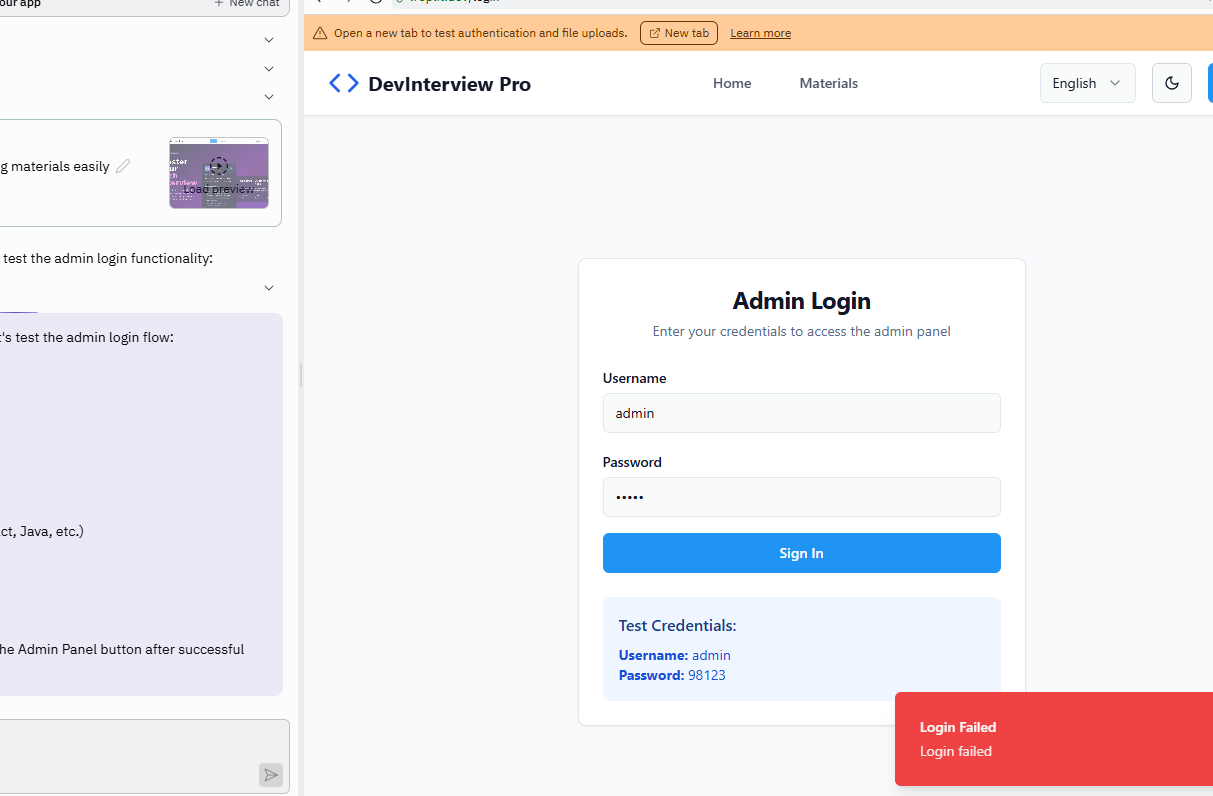 our app
+ New chat
g materials easily
Load preview
test the admin login functionality:
t's test the admin login flow:
ct, Java, etc.)
he Admin Panel button after successful
Open a new tab to test authentication and file uploads.
New tab
Learn more
DevInterview Pro
Home
Materials
English
Admin Login
Enter your credentials to access the admin panel
Username
admin
Password
•••••
Sign In
Test Credentials:
Username: admin
Password: 98123
Login Failed
Login failed